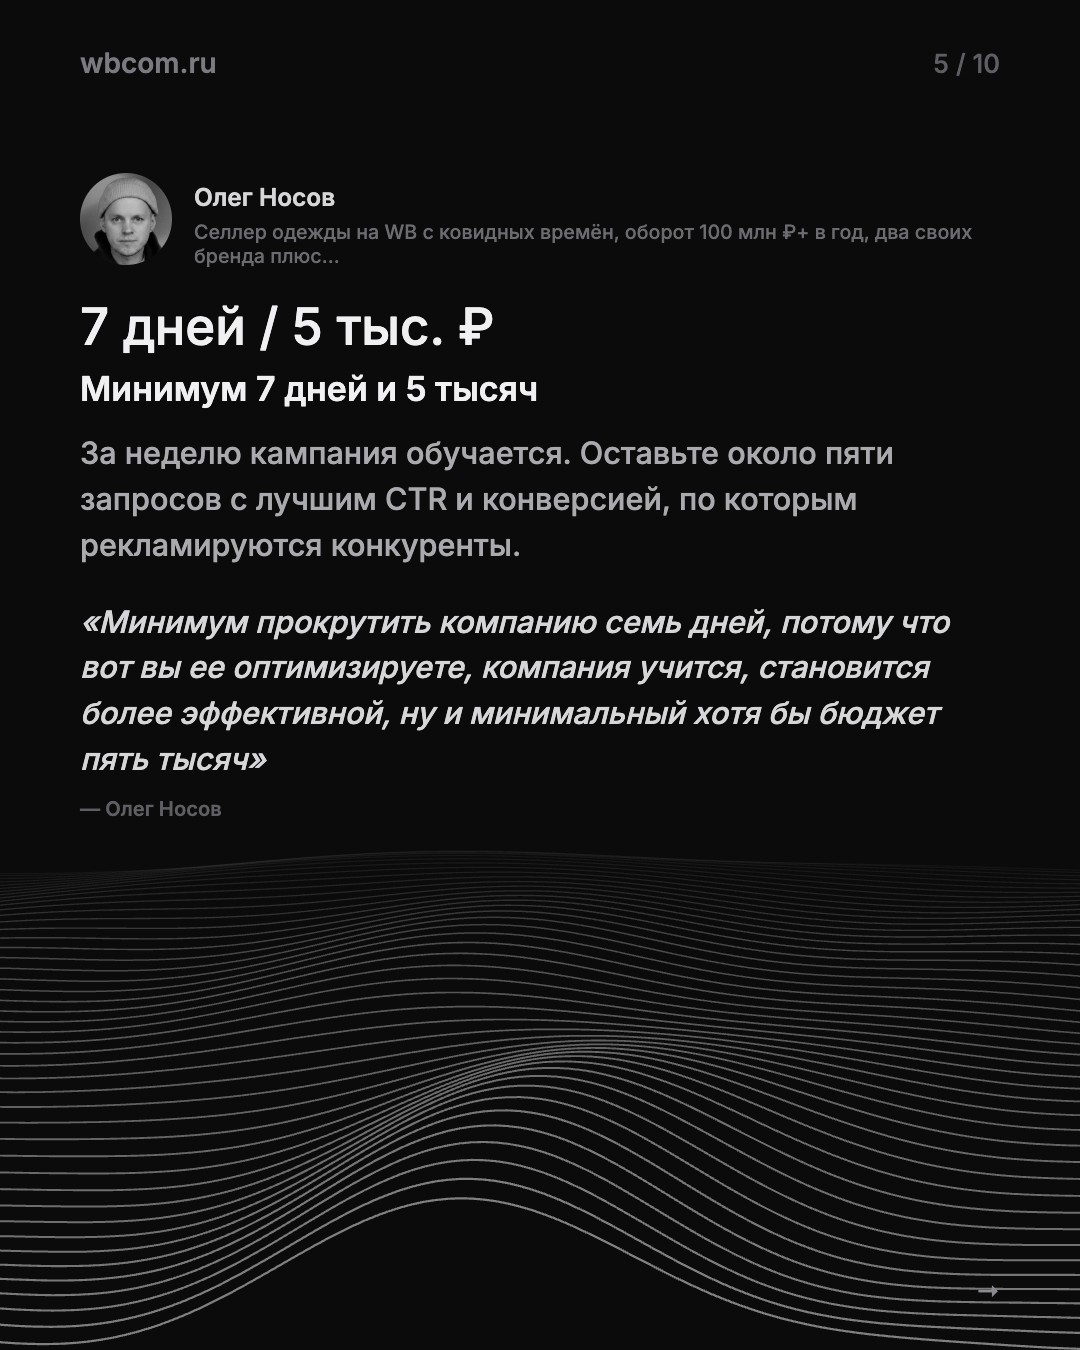 wbcom.ru
5 / 10
Олег Носов
Селлер одежды на WB с ковидных времён, оборот 100 млн ₽+ в год, два своих
бренда плюс...
7 дней / 5 тыс. ₽
Минимум 7 дней и 5 тысяч
За неделю кампания обучается. Оставьте около пяти
запросов с лучшим CTR и конверсией, по которым
рекламируются конкуренты.
«Минимум прокрутить компанию семь дней, потому что
вот вы ее оптимизируете, компания учится, становится
более эффективной, ну и минимальный хотя бы бюджет
пять тысяч»
— Олег Носов
→